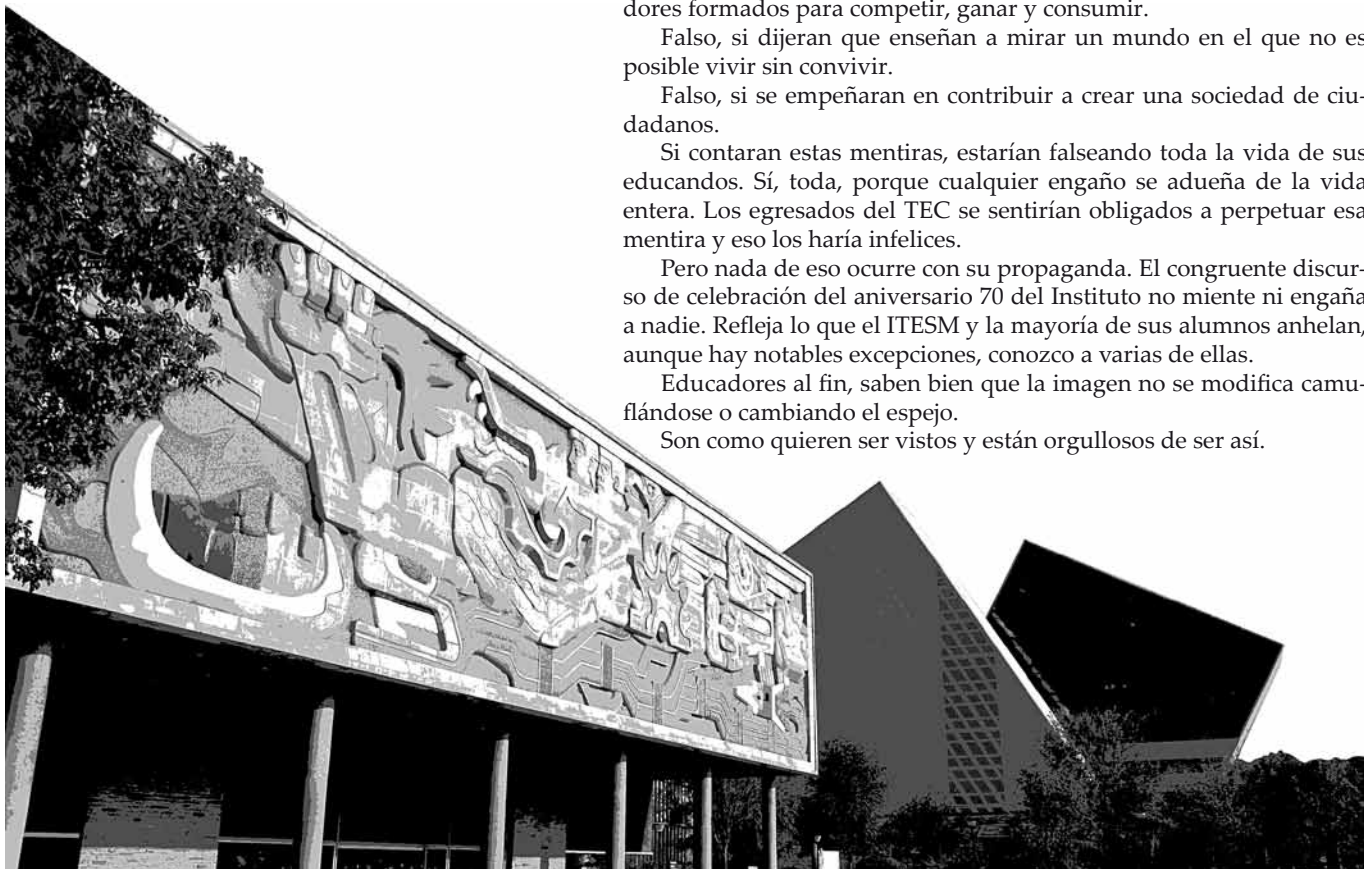 dores formados para competir, ganar y consumir.
Falso, si dijeran que enseñan a mirar un mundo en el que no es
posible vivir sin convivir.
Falso, si se empeñaran en contribuir a crear una sociedad de ciu-
dadanos.
Si contaran estas mentiras, estarían falseando toda la vida de sus
educandos. Sí, toda, porque cualquier engaño se adueña de la vida
entera. Los egresados del TEC se sentirían obligados a perpetuar esa
mentira y eso los haría infelices.
Pero nada de eso ocurre con su propaganda. El congruente discur-
so de celebración del aniversario 70 del Instituto no miente ni engaña
a nadie. Refleja lo que el ITESM y la mayoría de sus alumnos anhelan,
aunque hay notables excepciones, conozco a varias de ellas.
Educadores al fin, saben bien que la imagen no se modifica camu-
flándose o cambiando el espejo.
Son como quieren ser vistos y están orgullosos de ser así.